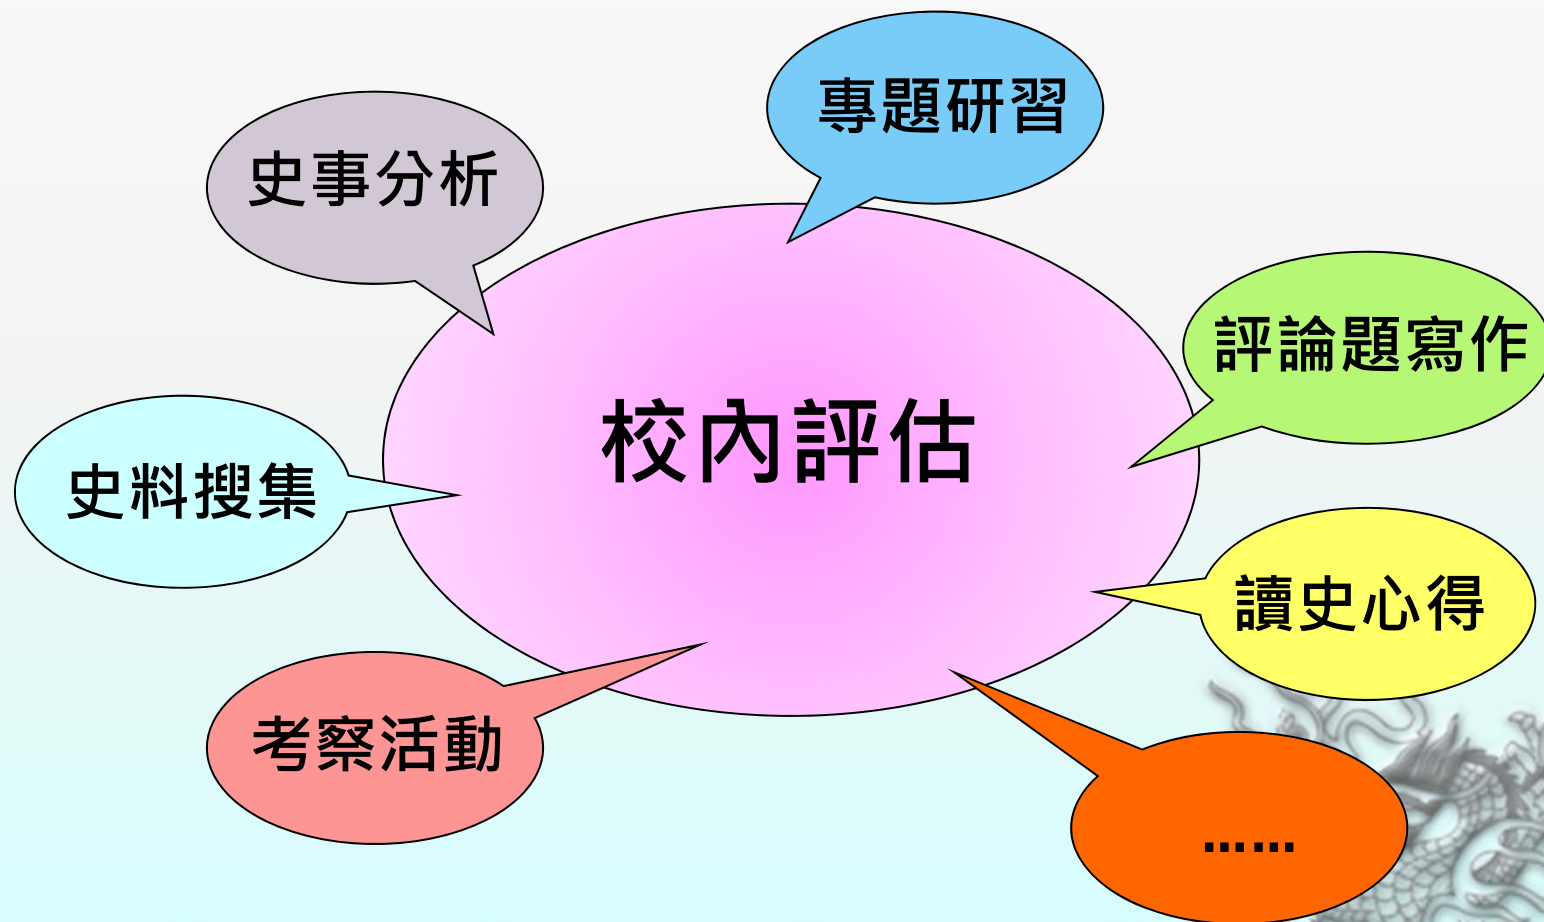 專題研習
史事分析
評論題寫作
校內評估
史料搜集
讀史心得
考察活動
……